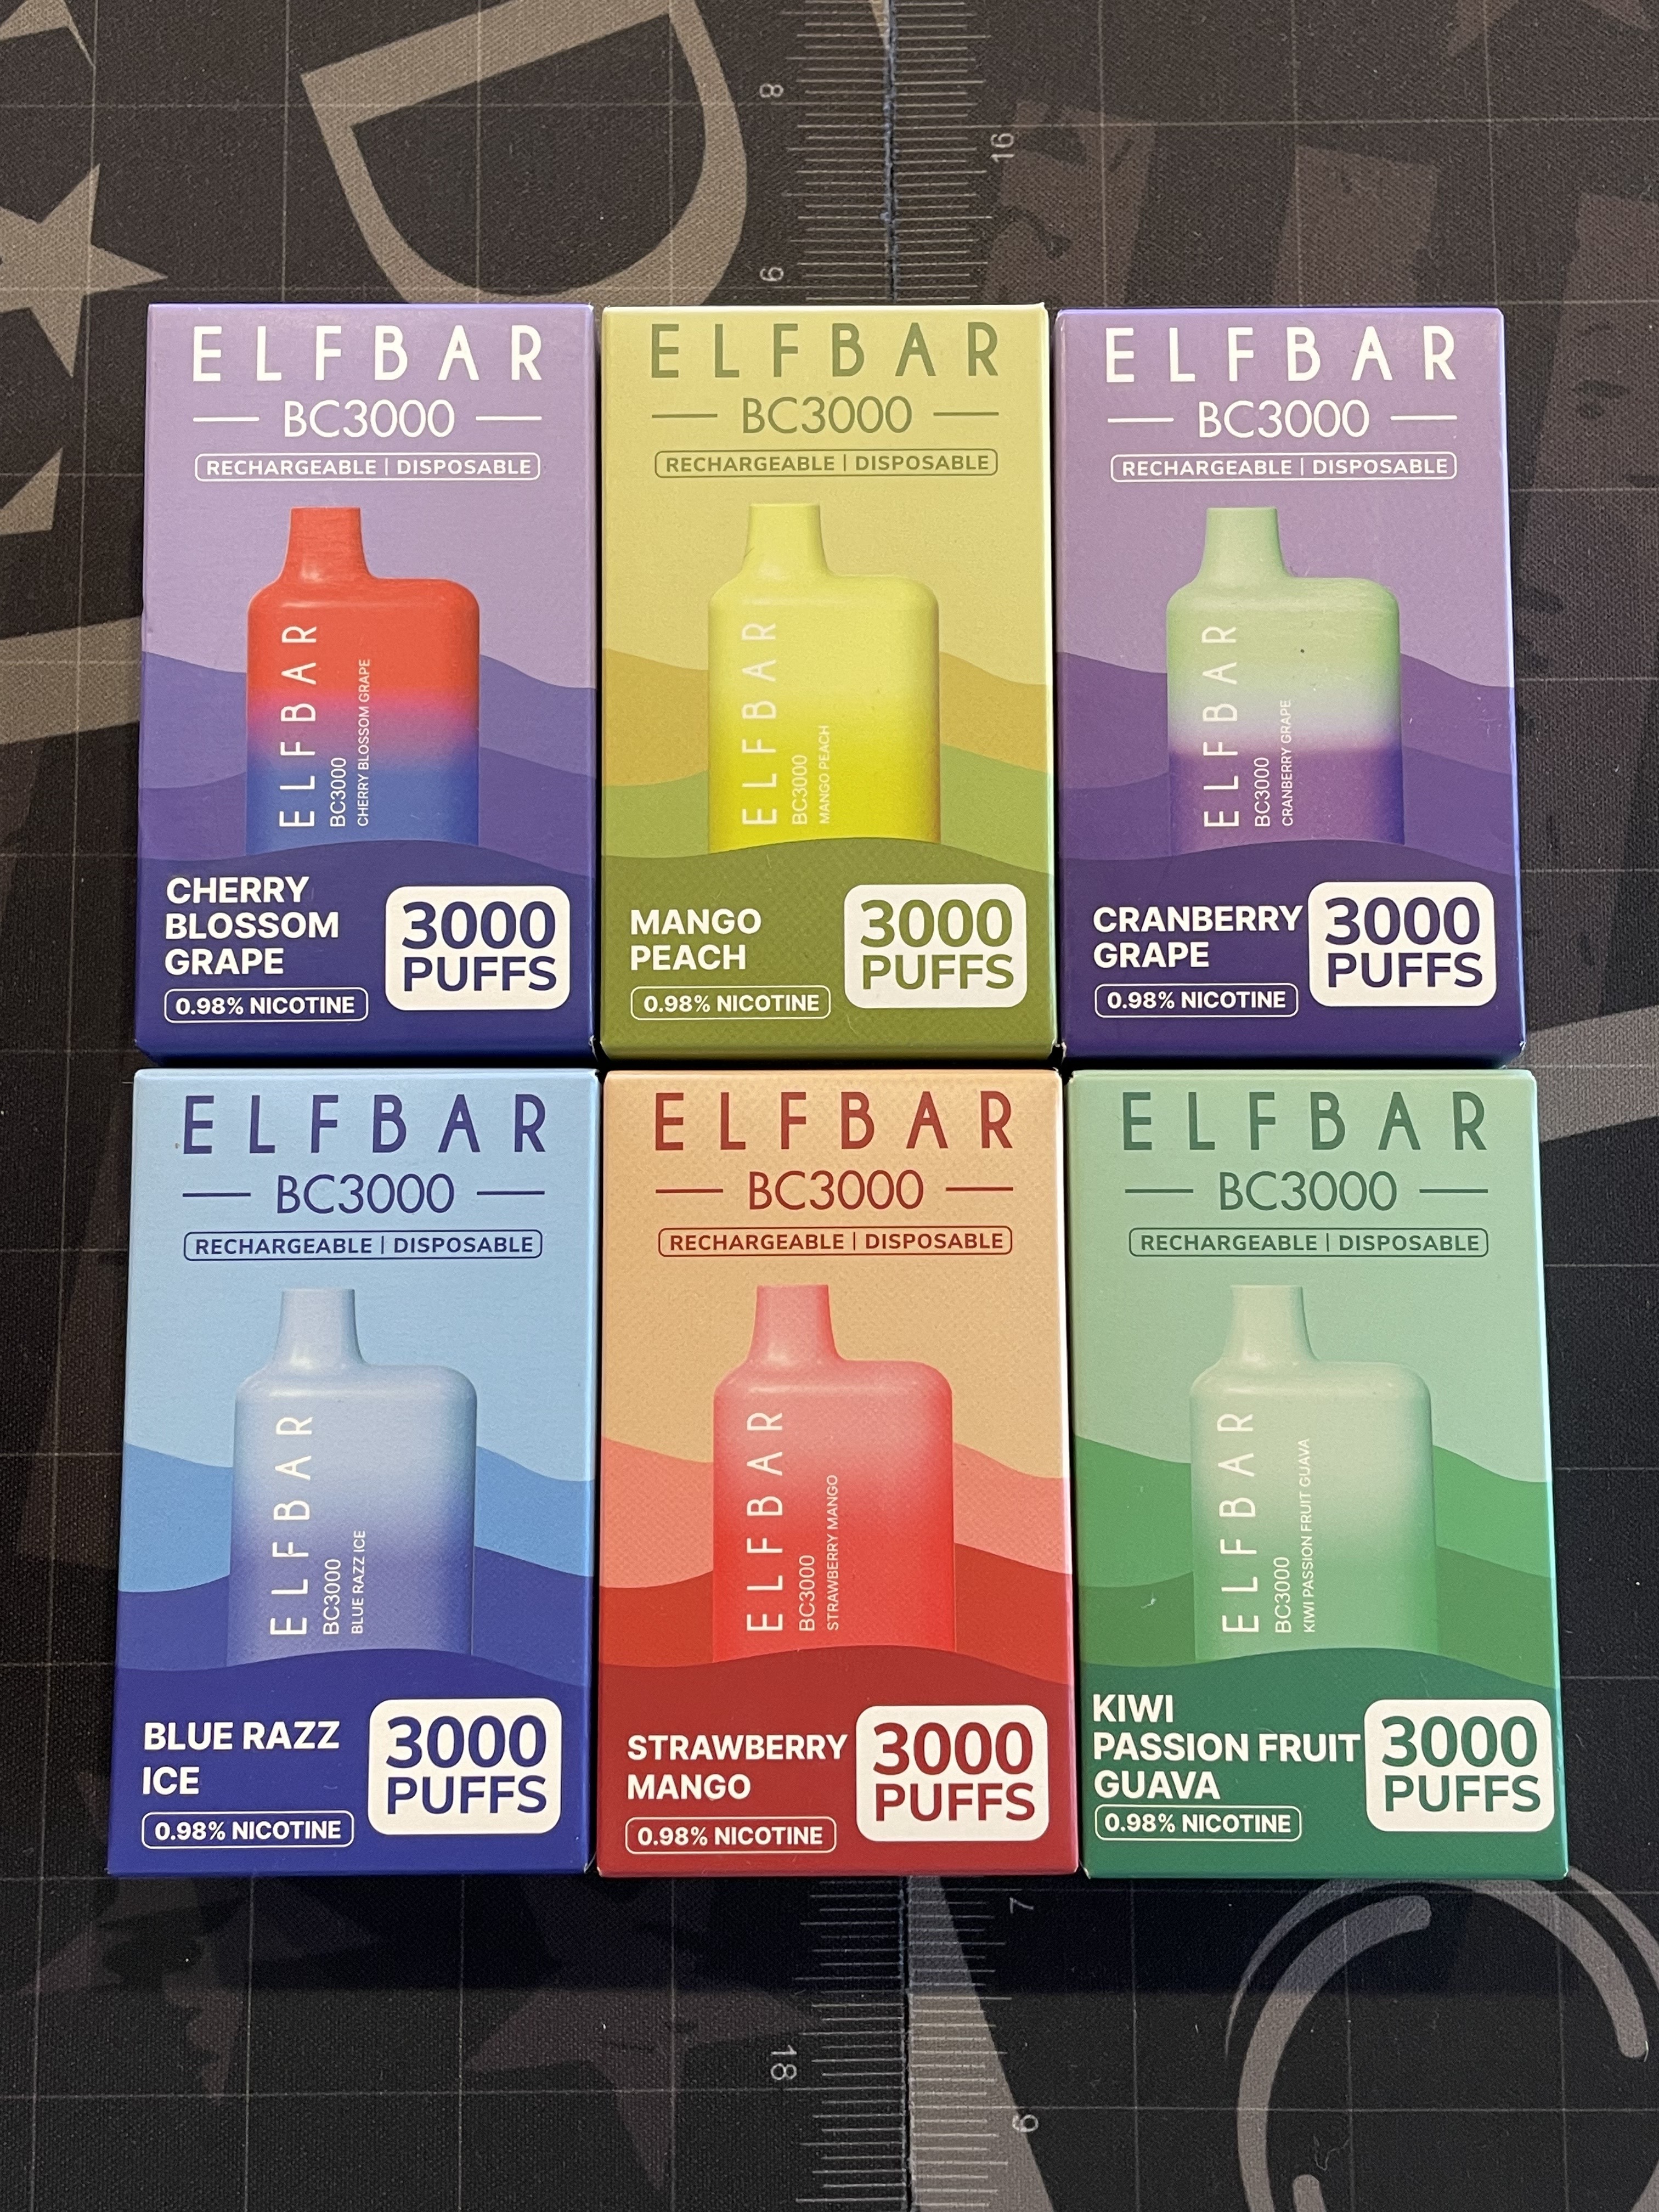 8
16
6
ELFBAR
BC3000
RECHARGEABLE | DISPOSABLE
ELFBAR
BC3000
CHERRY BLOSSOM GRAPE
CHERRY
BLOSSOM
GRAPE
0.98% NICOTINE
3000
PUFFS
ELFBAR
BC3000
RECHARGEABLE | DISPOSABLE
ELFBAR
BC3000
MANGO PEACH
MANGO
PEACH
0.98% NICOTINE
3000
PUFFS
ELFBAR
BC3000
RECHARGEABLE | DISPOSABLE
ELFBAR
BC3000
CRANBERRY GRAPE
CRANBERRY
GRAPE
0.98% NICOTINE
3000
PUFFS
ELFBAR
BC3000
RECHARGEABLE | DISPOSABLE
ELFBAR
BC3000
BLUE RAZZ ICE
BLUE RAZZ
ICE
0.98% NICOTINE
3000
PUFFS
ELFBAR
BC3000
RECHARGEABLE | DISPOSABLE
ELFBAR
BC3000
STRAWBERRY MANGO
STRAWBERRY
MANGO
0.98% NICOTINE
3000
PUFFS
ELFBAR
BC3000
RECHARGEABLE | DISPOSABLE
ELFBAR
BC3000
KIWI PASSION FRUIT GUAVA
KIWI
PASSION FRUIT
GUAVA
0.98% NICOTINE
3000
PUFFS
7
18